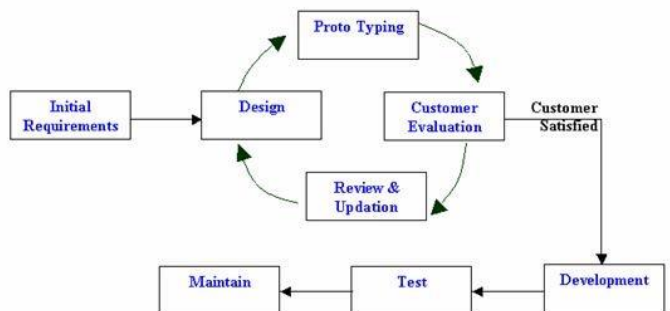 Proto Typing
Initial
Requirements
Design
Customer
Evaluation
Customer
Satisfied
Review &
Updation
Maintain
Test
Development